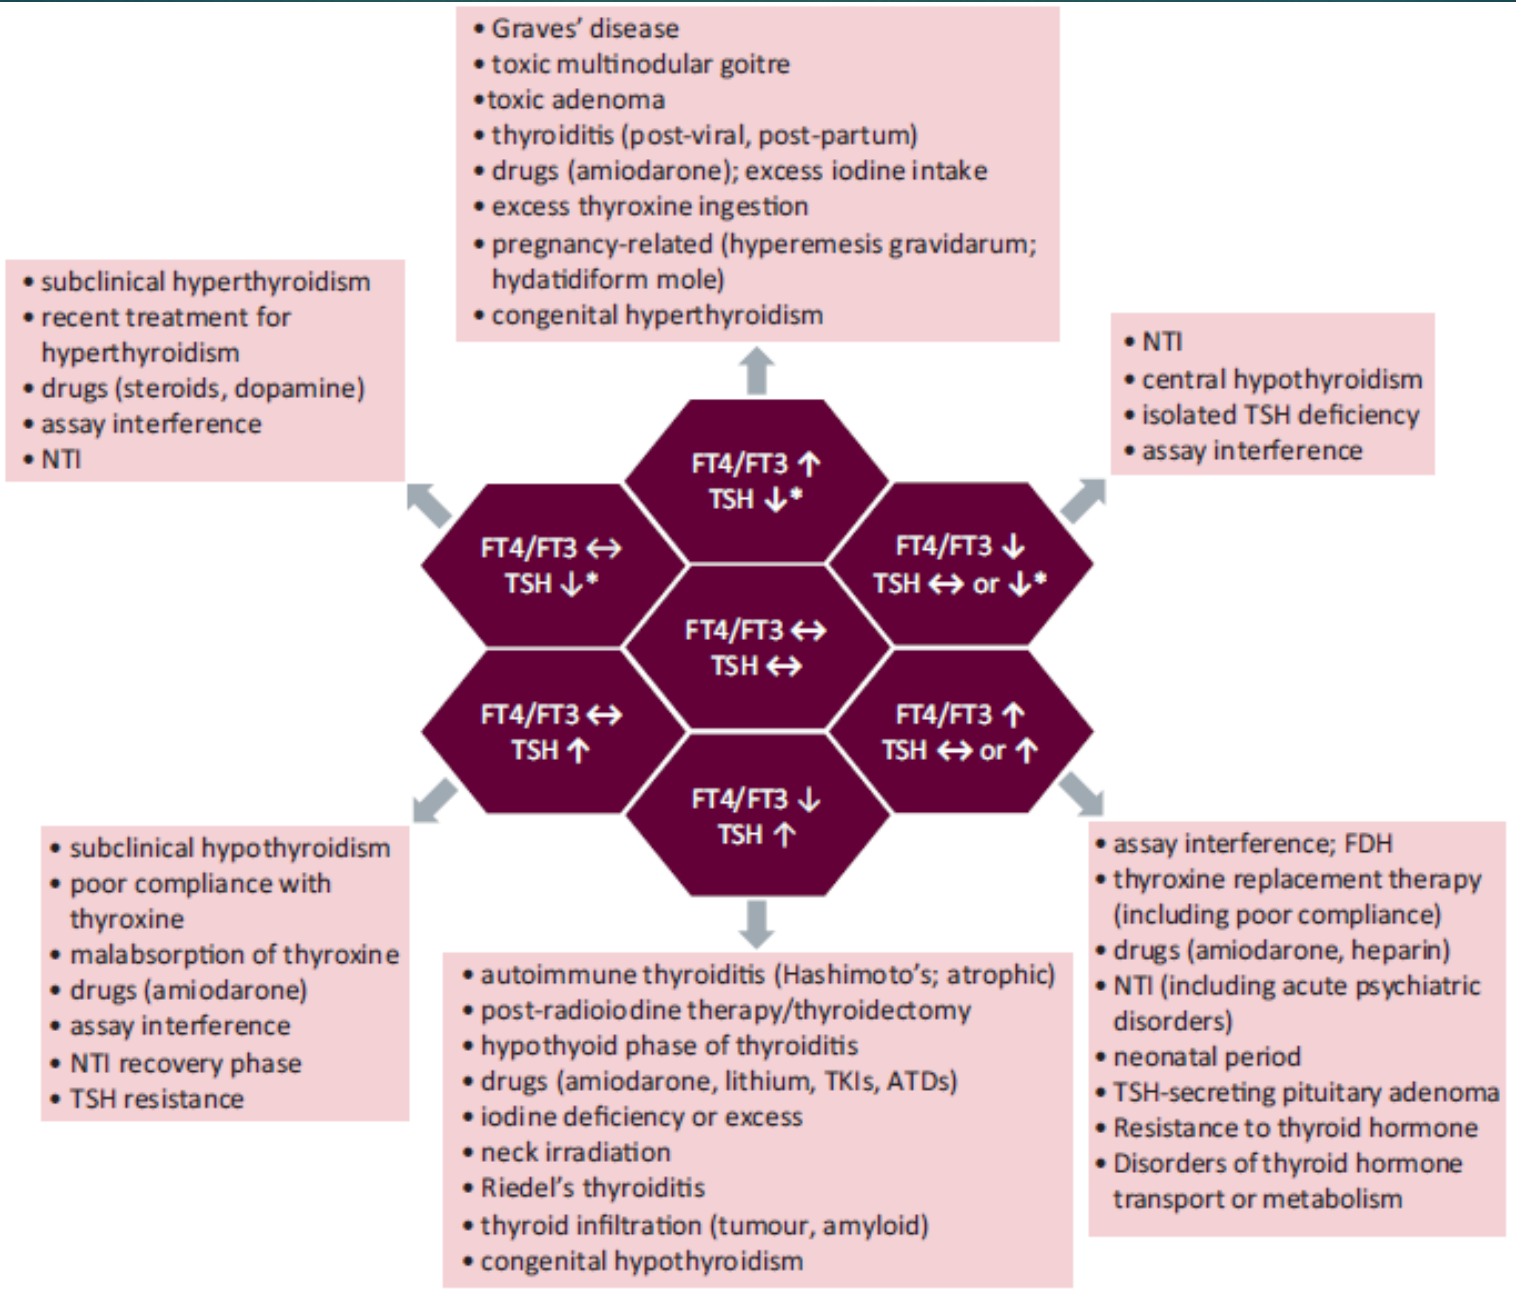 • Graves’ disease
• toxic multinodular goitre
•toxic adenoma
• thyroiditis (post-viral, post-partum)
• drugs (amiodarone); excess iodine intake
• excess thyroxine ingestion
• pregnancy-related (hyperemesis gravidarum;
hydatidiform mole)
• congenital hyperthyroidism
• subclinical hyperthyroidism
• recent treatment for
hyperthyroidism
• drugs (steroids, dopamine)
• assay interference
• NTI
• NTI
• central hypothyroidism
• isolated TSH deficiency
• assay interference
FT4/FT3 ↑
TSH ↓*
FT4/FT3 ↔
TSH ↓*
FT4/FT3 ↓
TSH ↔ or ↓*
FT4/FT3 ↔
TSH ↔
FT4/FT3 ↔
TSH ↑
FT4/FT3 ↑
TSH ↔ or ↑
FT4/FT3 ↓
TSH ↑
• subclinical hypothyroidism
• poor compliance with
thyroxine
• malabsorption of thyroxine
• drugs (amiodarone)
• assay interference
• NTI recovery phase
• TSH resistance
• autoimmune thyroiditis (Hashimoto’s; atrophic)
• post-radioiodine therapy/thyroidectomy
• hypothyoid phase of thyroiditis
• drugs (amiodarone, lithium, TKIs, ATDs)
• iodine deficiency or excess
• neck irradiation
• Riedel’s thyroiditis
• thyroid infiltration (tumour, amyloid)
• congenital hypothyroidism
• assay interference; FDH
• thyroxine replacement therapy
(including poor compliance)
• drugs (amiodarone, heparin)
• NTI (including acute psychiatric
disorders)
• neonatal period
• TSH-secreting pituitary adenoma
• Resistance to thyroid hormone
• Disorders of thyroid hormone
transport or metabolism